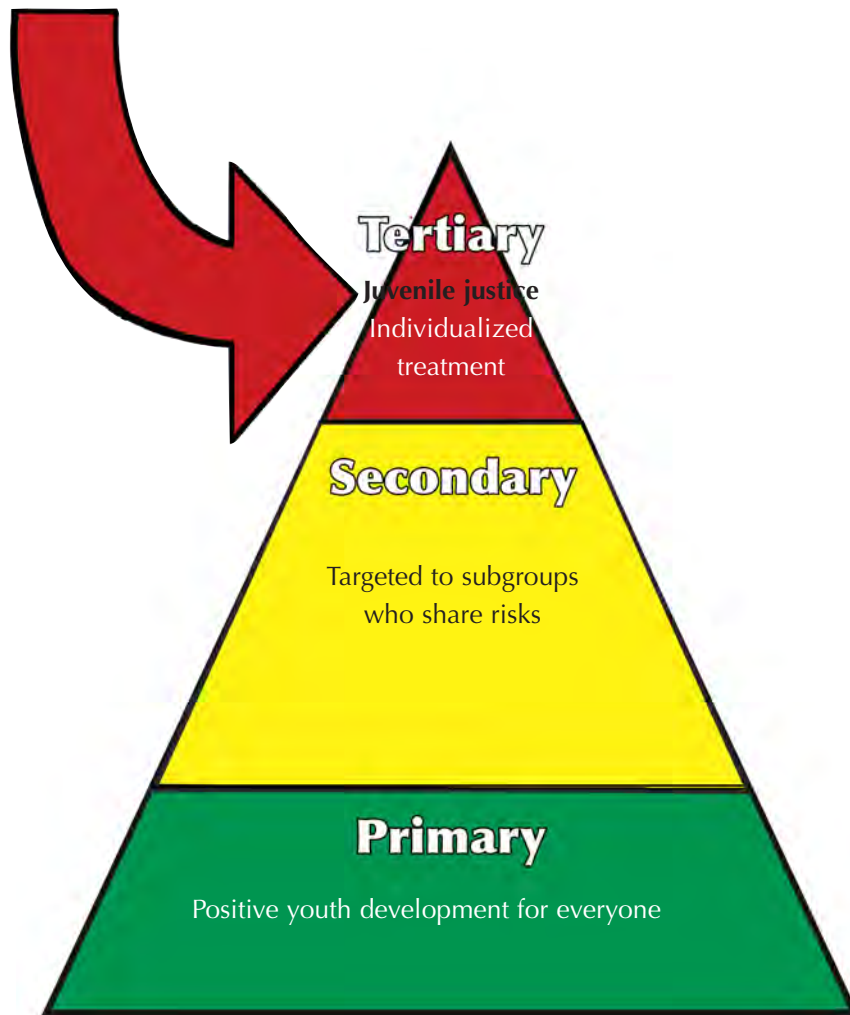 Tertiary
Juvenile justice
Individualized
treatment
Secondary
Targeted to subgroups
who share risks
Primary
Positive youth development for everyone